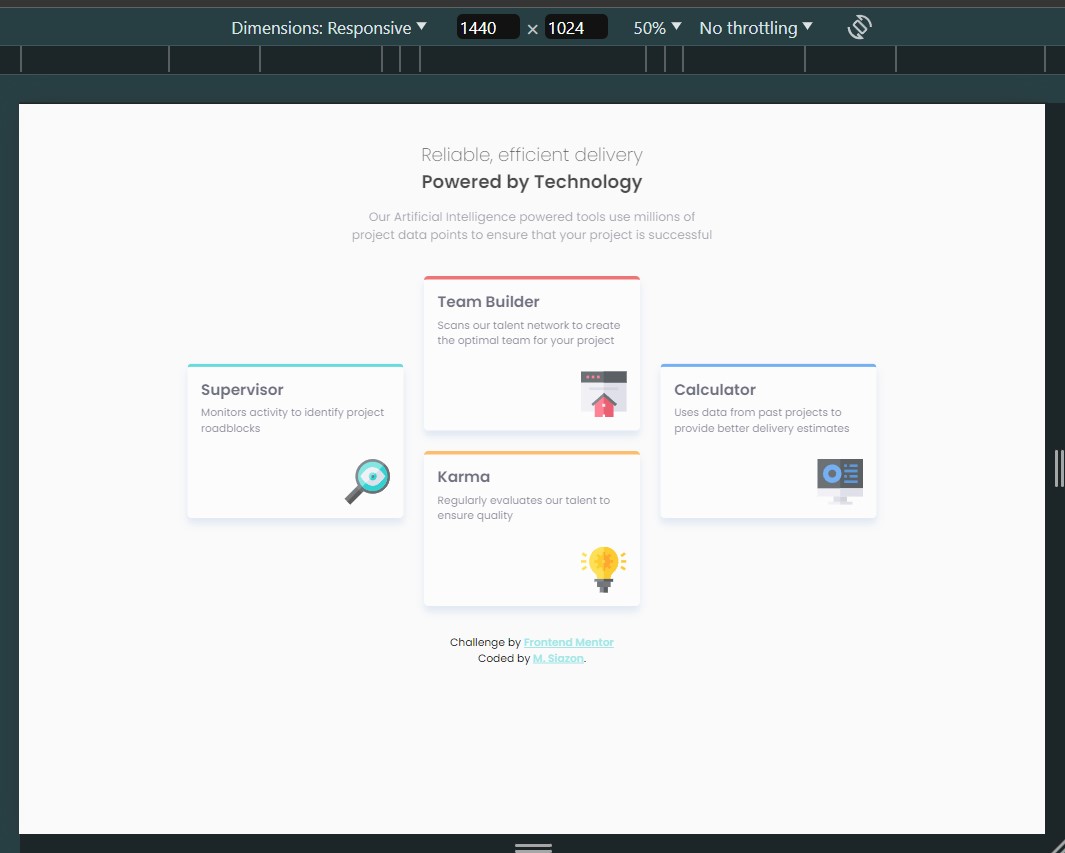 Dimensions: Responsive ▼ 1440 × 1024 50% ▼ No throttling ▼
Reliable, efficient delivery
Powered by Technology
Our Artificial Intelligence powered tools use millions of
project data points to ensure that your project is successful
Team Builder
Scans our talent network to create
the optimal team for your project
Supervisor
Monitors activity to identify project
roadblocks
Calculator
Uses data from past projects to
provide better delivery estimates
Karma
Regularly evaluates our talent to
ensure quality
Challenge by Frontend Mentor
Coded by M. Siazon.